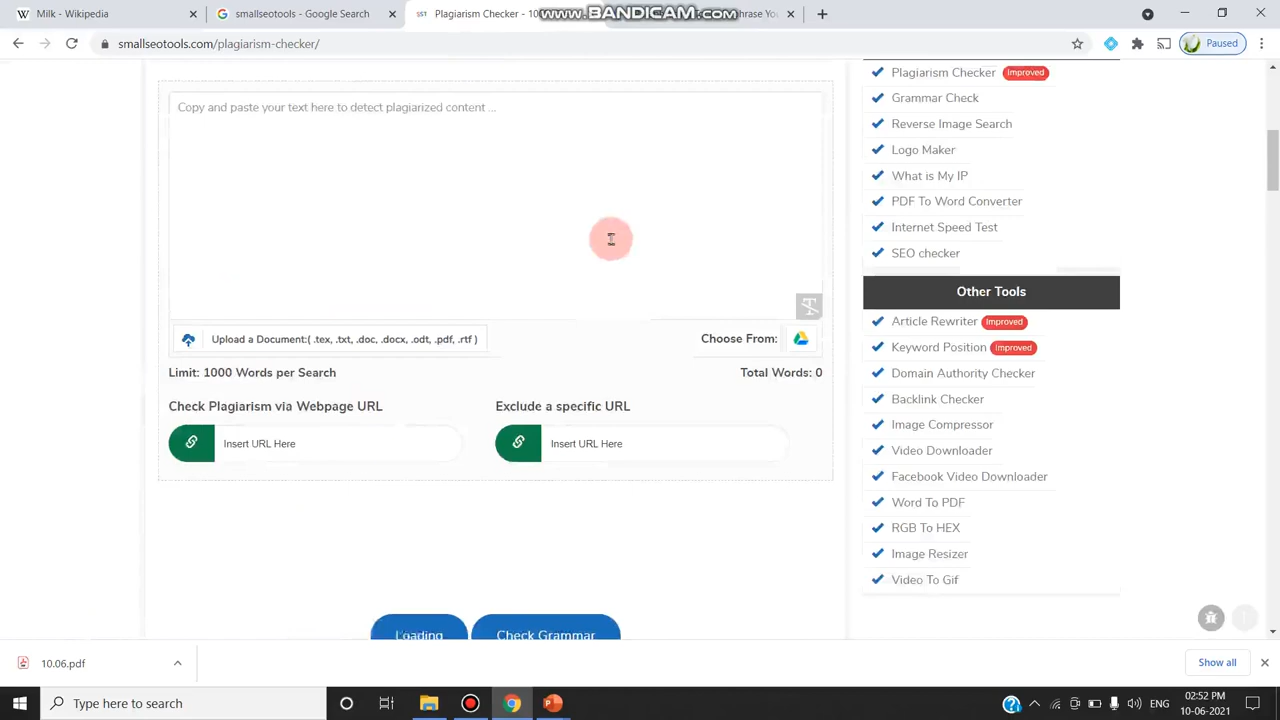 Milk - Wikipedia
smallseotools - Google Search
Plagiarism Checker - 10
www.BANDICAM.com
phrase You
smallseotools.com/plagiarism-checker/
Paused
Copy and paste your text here to detect plagiarized content ...
Upload a Document:( .tex, .txt, .doc, .docx, .odt, .pdf, .rtf )
Choose From:
Limit: 1000 Words per Search
Total Words: 0
Check Plagiarism via Webpage URL
Exclude a specific URL
Insert URL Here
Insert URL Here
Loading
Check Grammar
Plagiarism Checker Improved
Grammar Check
Reverse Image Search
Logo Maker
What is My IP
PDF To Word Converter
Internet Speed Test
SEO checker
Other Tools
Article Rewriter Improved
Keyword Position Improved
Domain Authority Checker
Backlink Checker
Image Compressor
Video Downloader
Facebook Video Downloader
Word To PDF
RGB To HEX
Image Resizer
Video To Gif
10.06.pdf
Show all
Type here to search
ENG
02:52 PM
10-06-2021